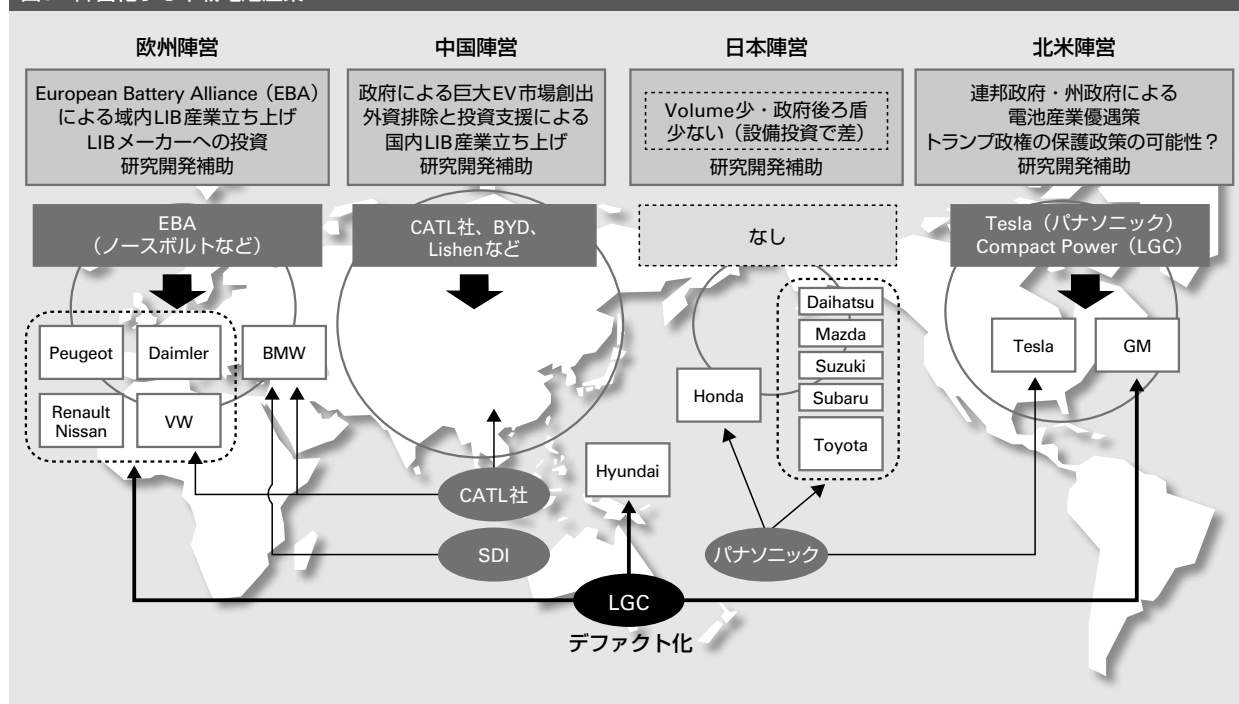 欧州陣営
European Battery Alliance（EBA）
による域内LIB産業立ち上げ
LIBメーカーへの投資
研究開発補助
中国陣営
政府による巨大EV市場創出
外資排除と投資支援による
国内LIB産業立ち上げ
研究開発補助
日本陣営
Volume少・政府後ろ盾
少ない（設備投資で差）
研究開発補助
北米陣営
連邦政府・州政府による
電池産業優遇策
トランプ政権の保護政策の可能性？
研究開発補助
EBA
（ノースボルトなど）
CATL社、BYD、
Lishenなど
なし
Tesla（パナソニック）
Compact Power（LGC）
Peugeot
Daimler
BMW
Renault
Nissan
VW
Honda
Daihatsu
Mazda
Suzuki
Subaru
Toyota
Tesla
GM
Hyundai
CATL社
SDI
パナソニック
LGC
デファクト化